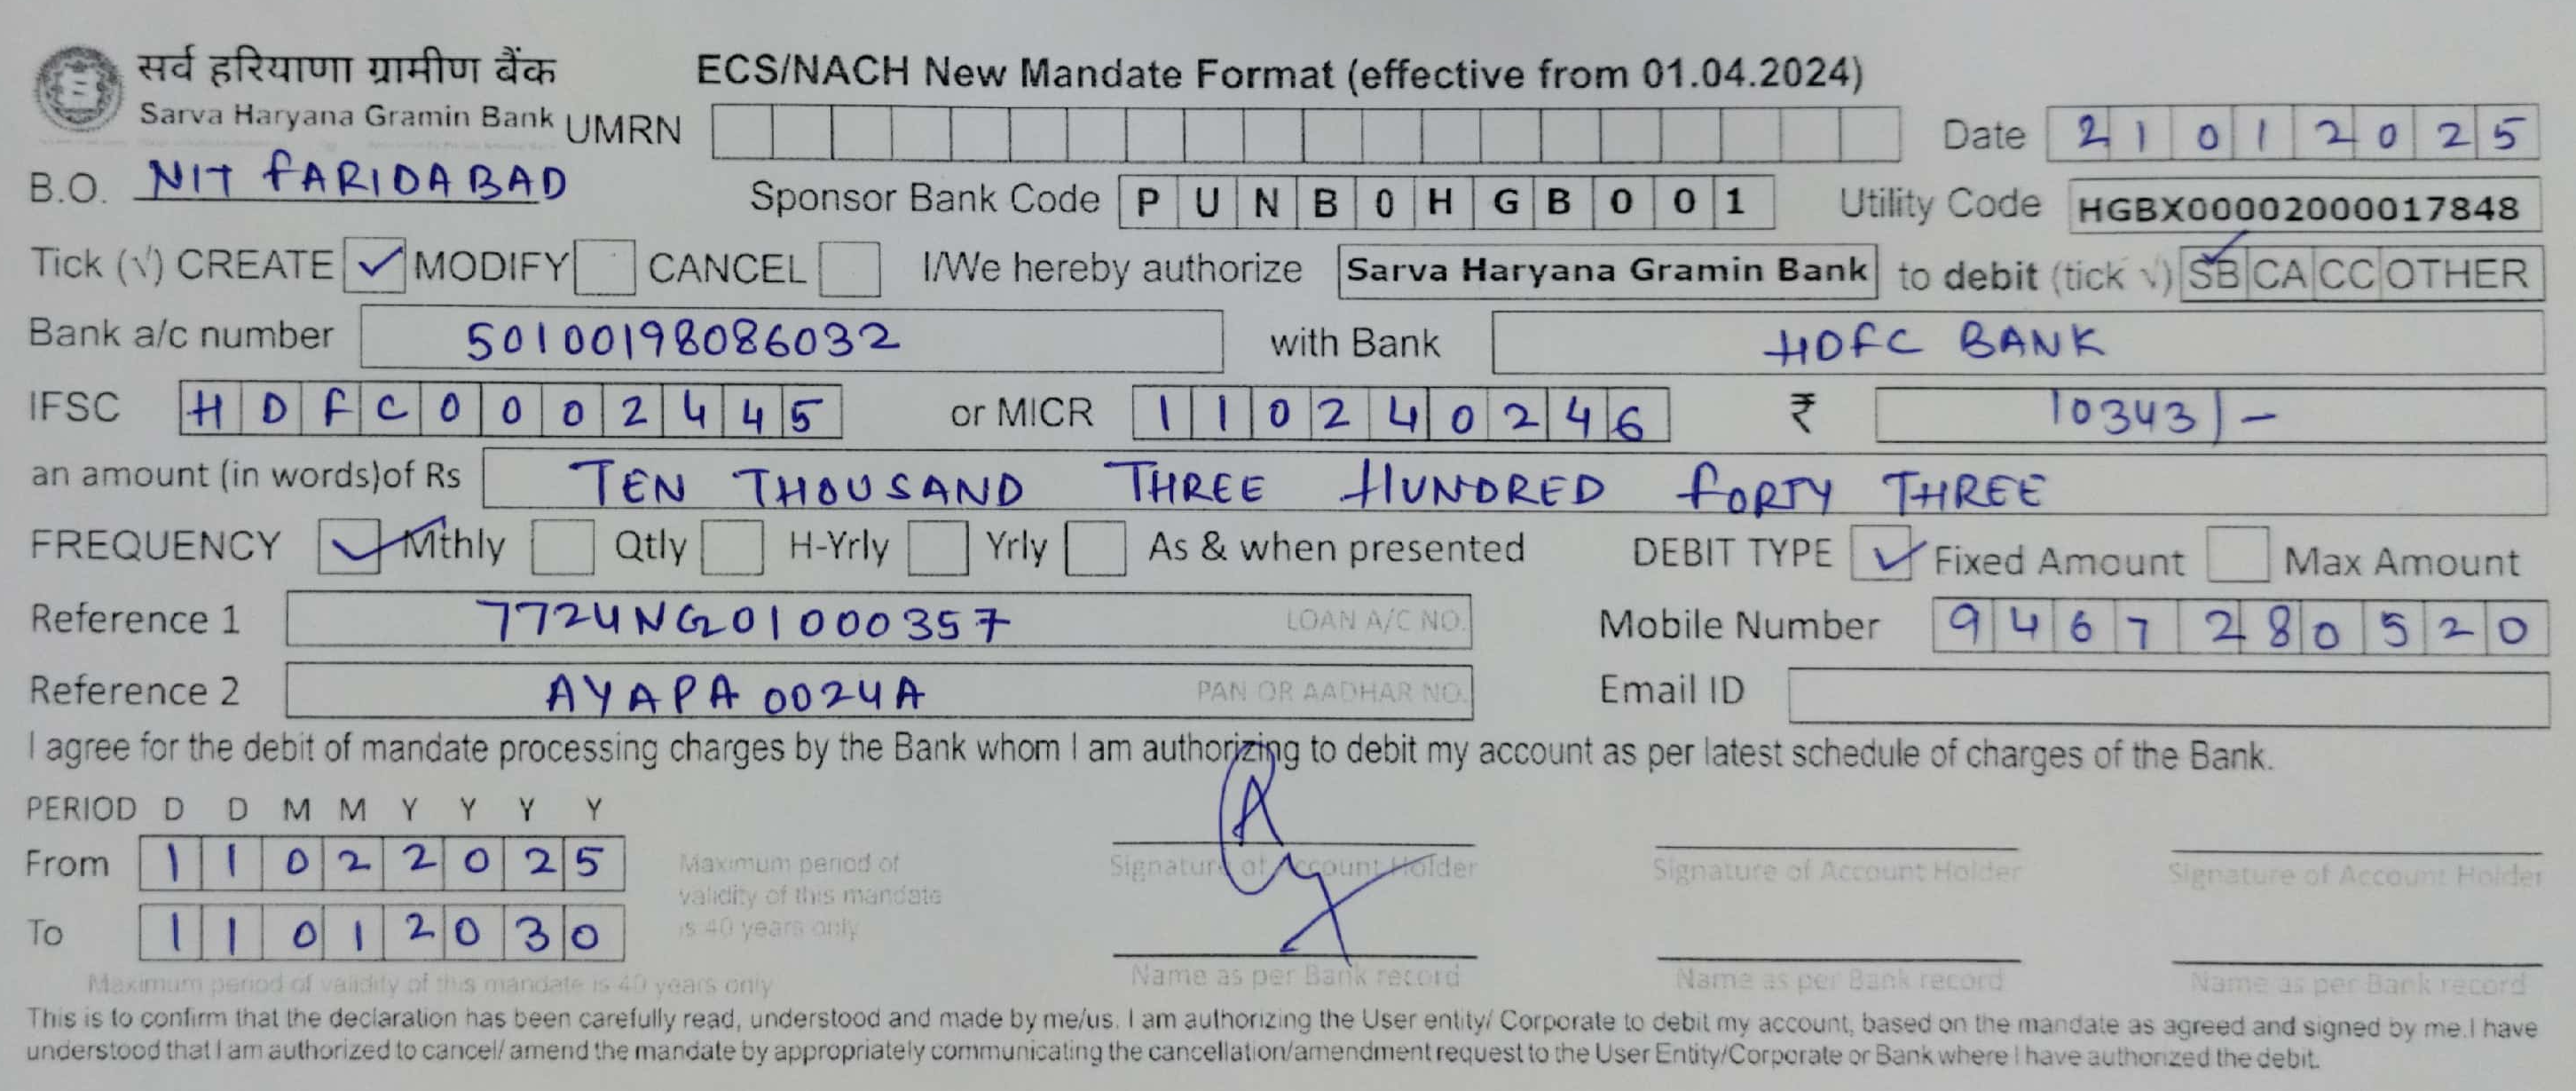 सर्व हरियाणा ग्रामीण बैंक ECS/NACH New Mandate Format (effective from 01.04.2024)
Sarva Haryana Gramin Bank UMRN Date 21012025
B.O. NIT FARIDABAD Sponsor Bank Code PUNB0HGB001 Utility Code HGBX00002000017848
Tick (√) CREATE ✓ MODIFY CANCEL I/We hereby authorize Sarva Haryana Gramin Bank to debit (tick √) SB ✓ CA CC OTHER
Bank a/c number 50100198086032 with Bank HDFC BANK
IFSC HDFC0002445 or MICR 110240246 ₹ 10343/-
an amount (in words)of Rs TEN THOUSAND THREE HUNDRED FORTY THREE
FREQUENCY ✓ Mthly Qtly H-Yrly Yrly As & when presented DEBIT TYPE ✓ Fixed Amount Max Amount
Reference 1 7724NG01000357 LOAN A/C NO. Mobile Number 9467280520
Reference 2 AYAPA0024A PAN OR AADHAR NO. Email ID
I agree for the debit of mandate processing charges by the Bank whom I am authorizing to debit my account as per latest schedule of charges of the Bank.
PERIOD D D M M Y Y Y Y
From 11022025 Maximum period of validity of this mandate is 40 years only Signature of Account Holder Signature of Account Holder Signature of Account Holder
To 11012030
Maximum period of validity of this mandate is 40 years only Name as per Bank record Name as per Bank record Name as per Bank record
This is to confirm that the declaration has been carefully read, understood and made by me/us. I am authorizing the User entity/ Corporate to debit my account, based on the mandate as agreed and signed by me.I have
understood that I am authorized to cancel/ amend the mandate by appropriately communicating the cancellation/amendment request to the User Entity/Corporate or Bank where I have authorized the debit.